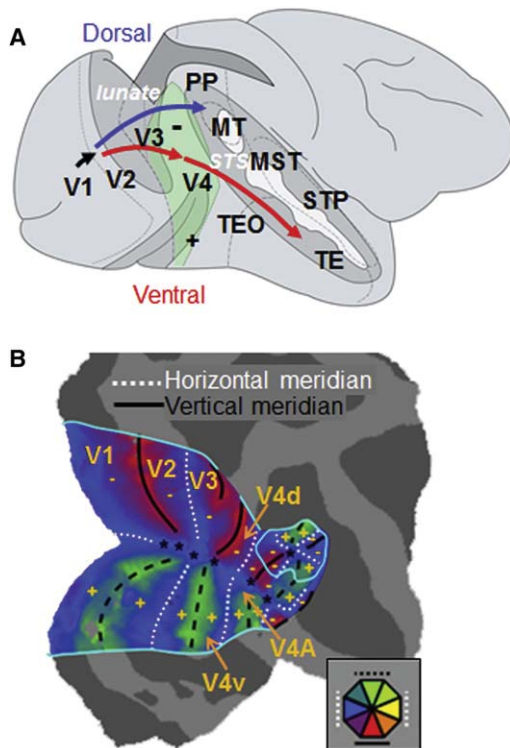 A
Dorsal
lunate
PP
V3
-
MT
V1
V2
V4
STS
MST
STP
TEO
+
TE
Ventral
B
Horizontal meridian
Vertical meridian
V1
V2
V3
V4d
V4A
V4v